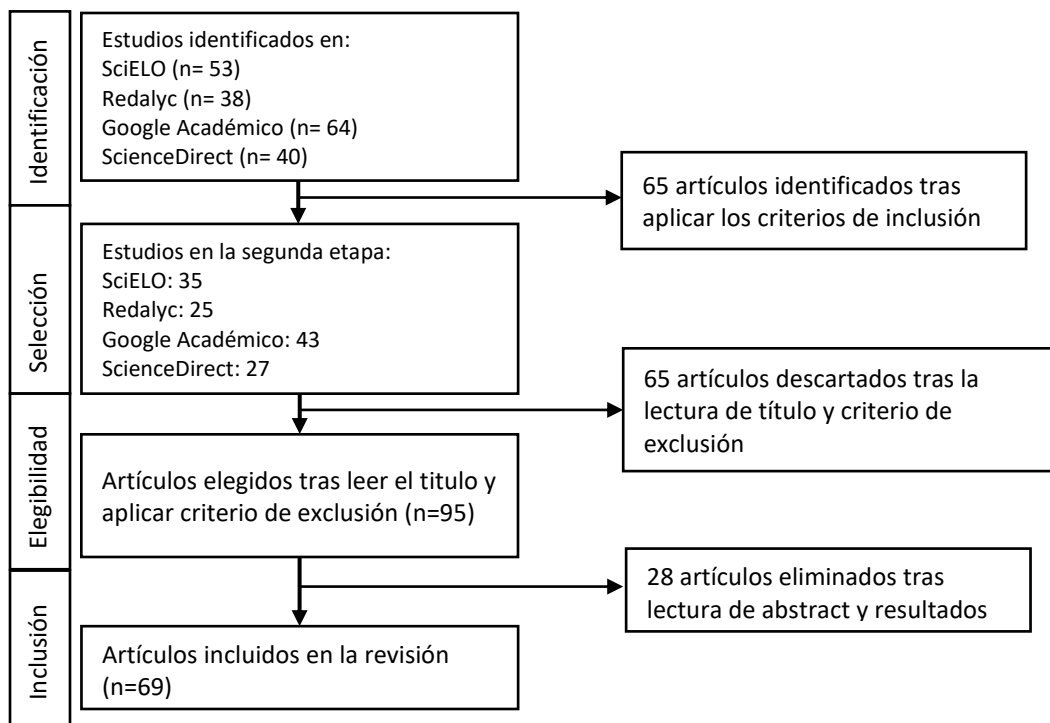 Identificación
Estudios identificados en:
SciELO (n= 53)
Redalyc (n= 38)
Google Académico (n= 64)
ScienceDirect (n= 40)
65 artículos identificados tras
aplicar los criterios de inclusión
Selección
Estudios en la segunda etapa:
SciELO: 35
Redalyc: 25
Google Académico: 43
ScienceDirect: 27
65 artículos descartados tras la
lectura de título y criterio de
exclusión
Elegibilidad
Artículos elegidos tras leer el titulo y
aplicar criterio de exclusión (n=95)
28 artículos eliminados tras
lectura de abstract y resultados
Inclusión
Artículos incluidos en la revisión
(n=69)